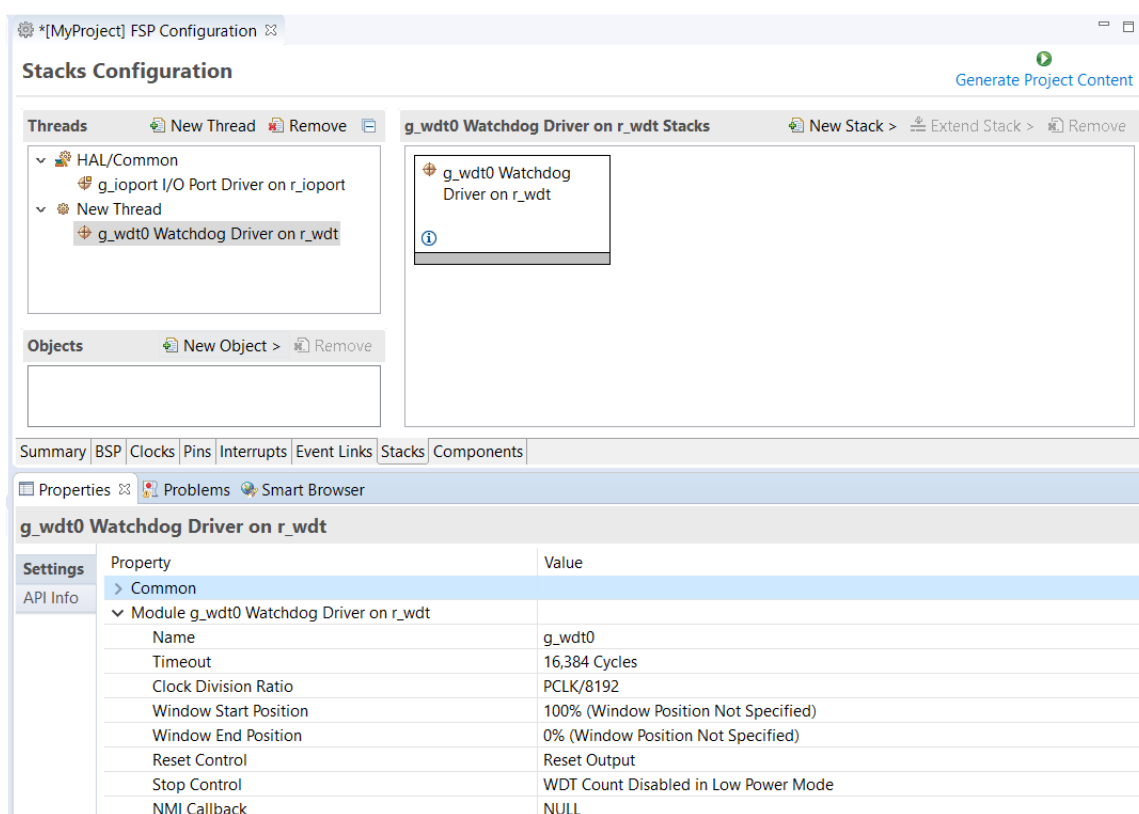 *[MyProject] FSP Configuration
Stacks Configuration
Generate Project Content
Threads New Thread Remove
g_wdt0 Watchdog Driver on r_wdt Stacks New Stack > Extend Stack > Remove
HAL/Common
g_ioport I/O Port Driver on r_ioport
New Thread
g_wdt0 Watchdog Driver on r_wdt
g_wdt0 Watchdog
Driver on r_wdt
Objects New Object > Remove
Summary BSP Clocks Pins Interrupts Event Links Stacks Components
Properties Problems Smart Browser
g_wdt0 Watchdog Driver on r_wdt
Settings
API Info
Property Value
Common
Module g_wdt0 Watchdog Driver on r_wdt
Name g_wdt0
Timeout 16,384 Cycles
Clock Division Ratio PCLK/8192
Window Start Position 100% (Window Position Not Specified)
Window End Position 0% (Window Position Not Specified)
Reset Control Reset Output
Stop Control WDT Count Disabled in Low Power Mode
NMI Callback NULL